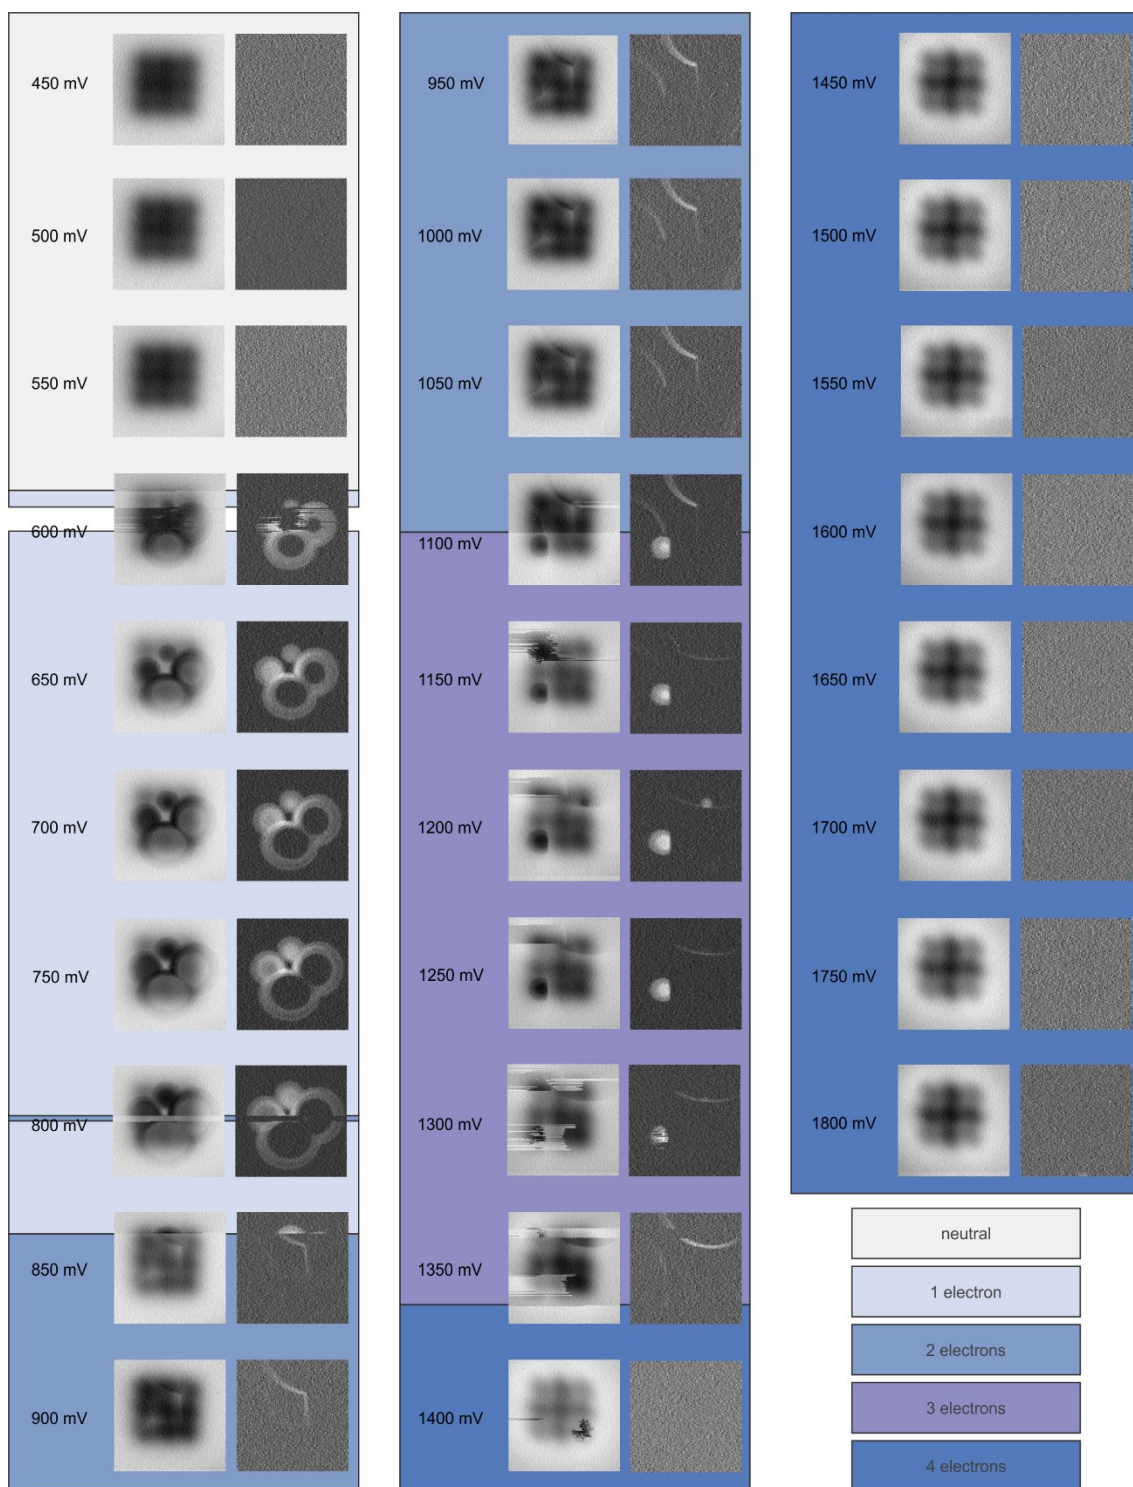 450 mV
500 mV
550 mV
600 mV
650 mV
700 mV
750 mV
800 mV
850 mV
900 mV
950 mV
1000 mV
1050 mV
1100 mV
1150 mV
1200 mV
1250 mV
1300 mV
1350 mV
1400 mV
1450 mV
1500 mV
1550 mV
1600 mV
1650 mV
1700 mV
1750 mV
1800 mV
neutral
1 electron
2 electrons
3 electrons
4 electrons